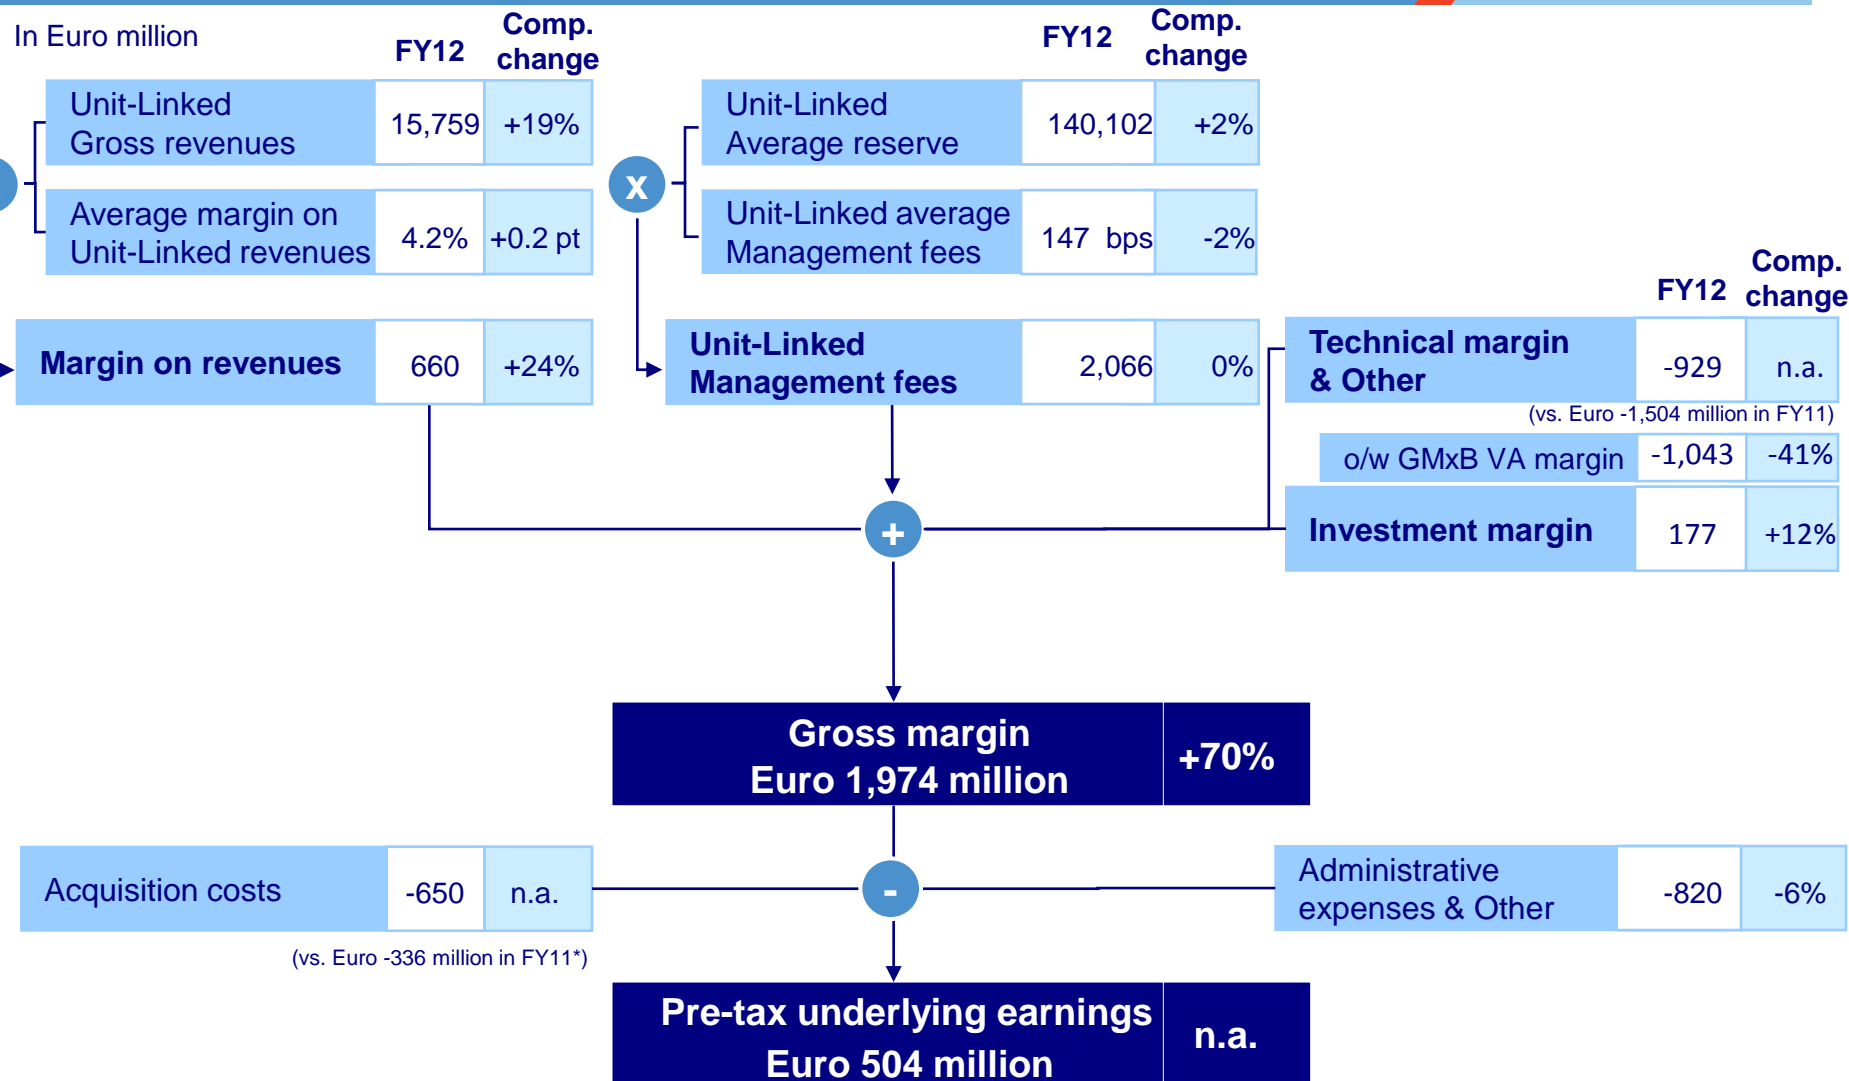 In Euro million
FY12
Comp.
change
Unit-Linked
Gross revenues
15,759
+19%
Average margin on
Unit-Linked revenues
4.2%
+0.2 pt
Margin on revenues
660
+24%
FY12
Comp.
change
x
Unit-Linked
Average reserve
140,102
+2%
Unit-Linked average
Management fees
147 bps
-2%
Unit-Linked
Management fees
2,066
0%
FY12
Comp.
change
Technical margin
& Other
-929
n.a.
(vs. Euro -1,504 million in FY11)
o/w GMxB VA margin
-1,043
-41%
Investment margin
177
+12%
+
Gross margin
Euro 1,974 million
+70%
Acquisition costs
-650
n.a.
(vs. Euro -336 million in FY11*)
-
Administrative
expenses & Other
-820
-6%
Pre-tax underlying earnings
Euro 504 million
n.a.